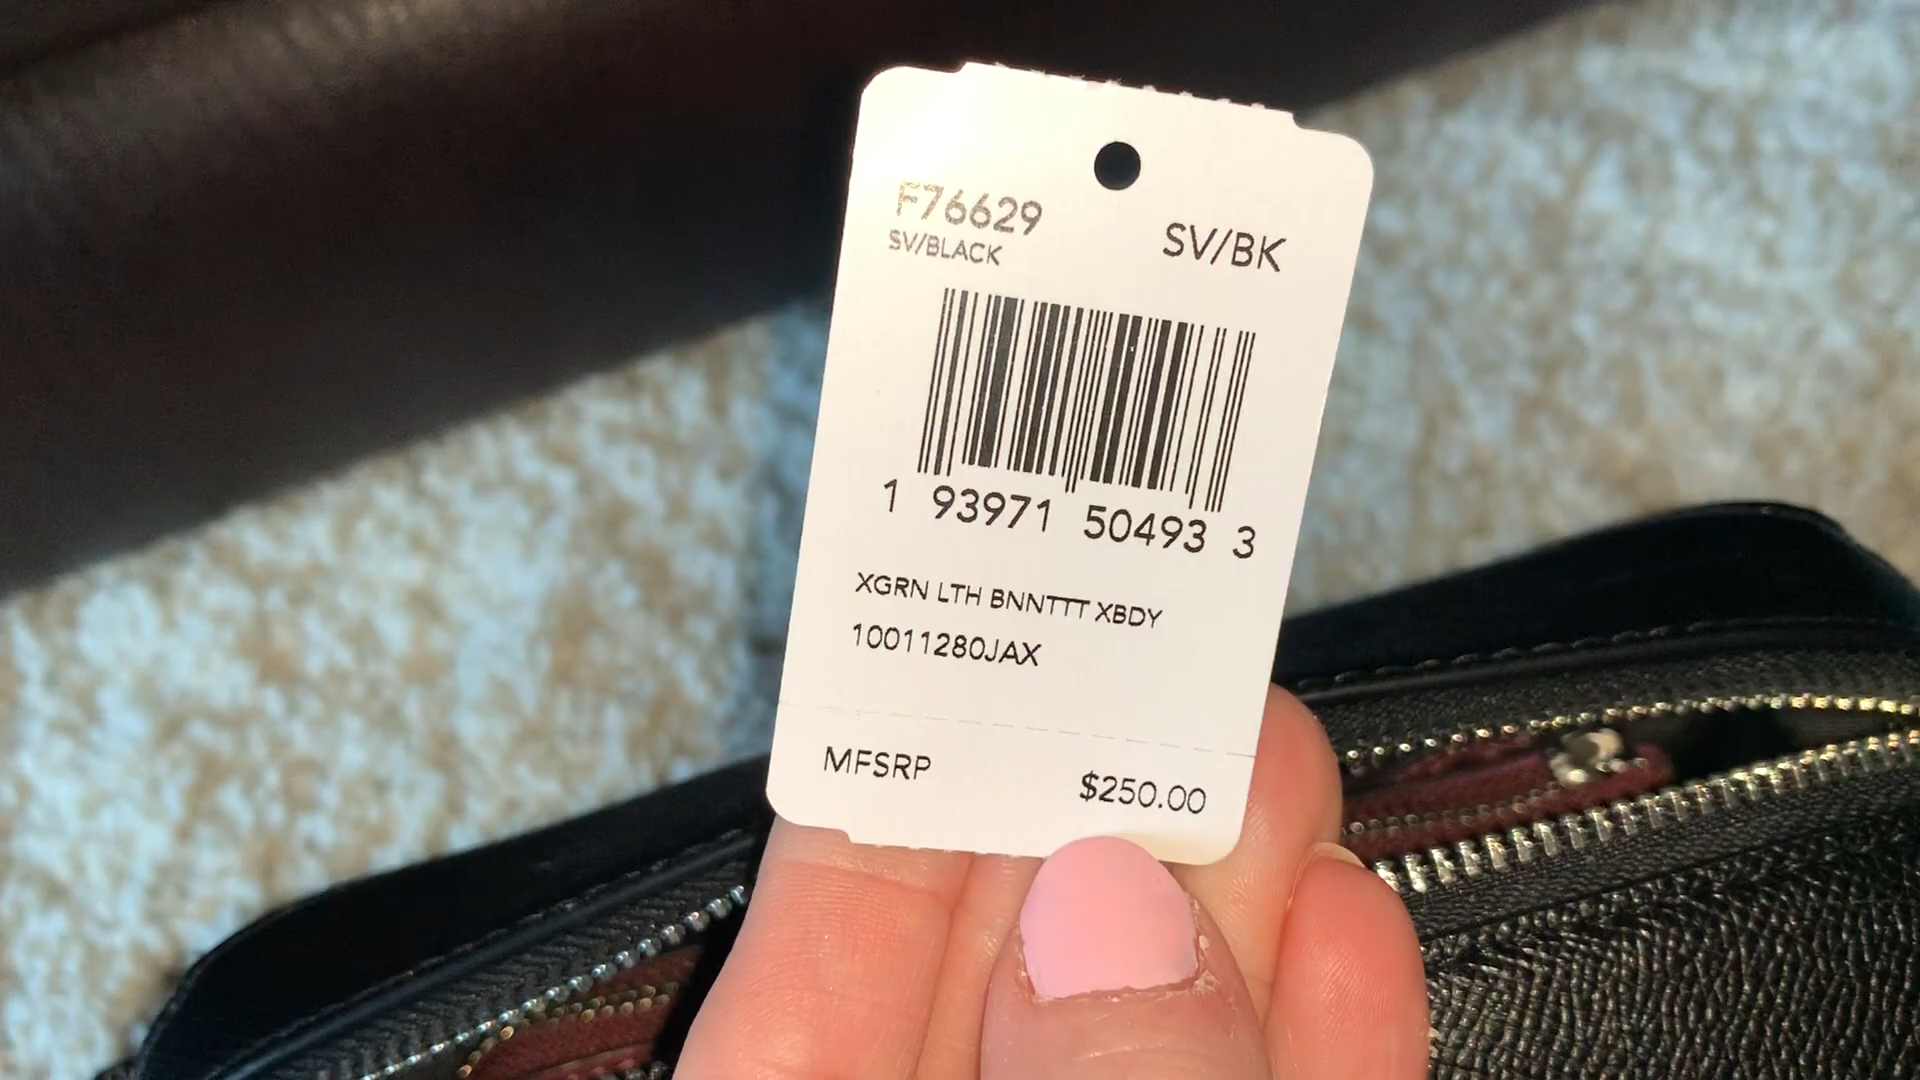 F76629
SV/BLACK
SV/BK
1 93971 50493 3
XGRN LTH BNNTTT XBDY
10011280JAX
MFSRP $250.00